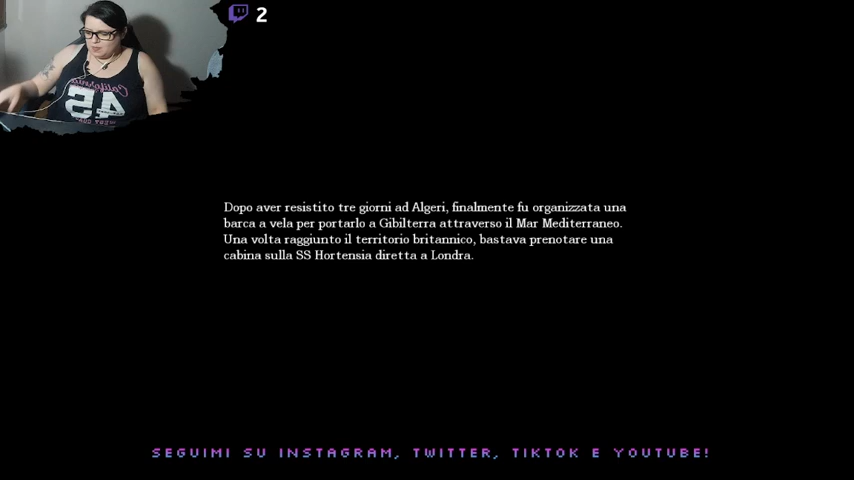 2
California
45
Dopo aver resistito tre giorni ad Algeri, finalmente fu organizzata una
barca a vela per portarlo a Gibilterra attraverso il Mar Mediterraneo.
Una volta raggiunto il territorio britannico, bastava prenotare una
cabina sulla SS Hortensia diretta a Londra.
SEGUIMI SU INSTAGRAM, TWITTER, TIKTOK E YOUTUBE!